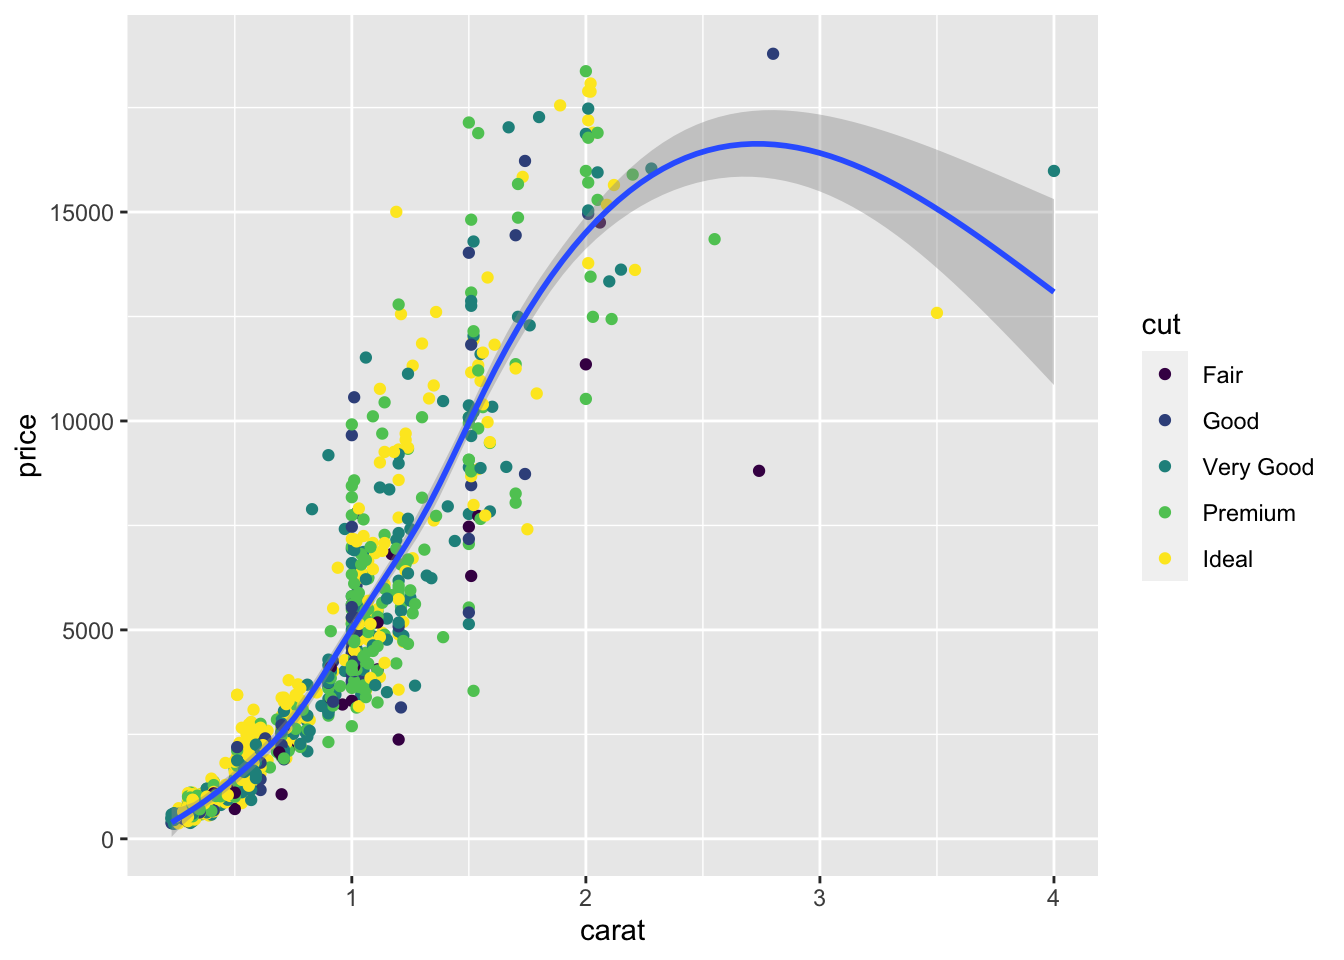 price
15000
10000
5000
0
1
2
3
4
carat
cut
Fair
Good
Very Good
Premium
Ideal